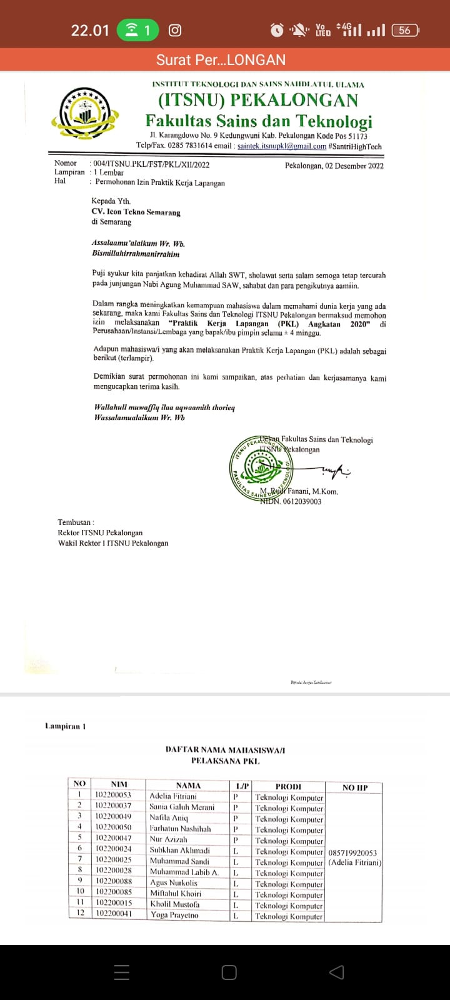 22.01
1
Vo
LTED
4G
56
Surat Per...LONGAN
INSTITUT TEKNOLOGI DAN SAINS NAHDLATUL ULAMA
(ITSNU) PEKALONGAN
Fakultas Sains dan Teknologi
Jl. Karangdowo No. 9 Kedungwuni Kab. Pekalongan Kode Pos 51173
Telp/Fax. 0285 7831614 email : saintek.itsnupkl@gmail.com #SantriHighTech
Nomor : 004/ITSNU.PKL/FST/PKL/XII/2022 Pekalongan, 02 Desember 2022
Lampiran : 1 Lembar
Hal : Permohonan Izin Praktik Kerja Lapangan
Kepada Yth.
CV. Icon Tekno Semarang
di Semarang
Assalaamu'alaikum Wr. Wb.
Bismillahirrahmanirrahim
Puji syukur kita panjatkan kehadirat Allah SWT, sholawat serta salam semoga tetap tercurah
pada junjungan Nabi Agung Muhammad SAW, sahabat dan para pengikutnya aamiin.
Dalam rangka meningkatkan kemampuan mahasiswa dalam memahami dunia kerja yang ada
sekarang, maka kami Fakultas Sains dan Teknologi ITSNU Pekalongan bermaksud memohon
izin melaksanakan "Praktik Kerja Lapangan (PKL) Angkatan 2020" di
Perusahaan/Instansi/Lembaga yang bapak/ibu pimpin selama ± 4 minggu.
Adapun mahasiswa/i yang akan melaksanakan Praktik Kerja Lapangan (PKL) adalah sebagai
berikut (terlampir).
Demikian surat permohonan ini kami sampaikan, atas perhatian dan kerjasamanya kami
mengucapkan terima kasih.
Wallahull muwaffiq ilaa aqwaamith thorieq
Wassalamualaikum Wr. Wb
Dekan Fakultas Sains dan Teknologi
ITSNU Pekalongan
ITSNU PEKALONGAN
FAKULTAS SAINS DAN TEKNOLOGI
M. Rudi Fanani, M.Kom.
NIDN. 0612039003
Tembusan :
Rektor ITSNU Pekalongan
Wakil Rektor I ITSNU Pekalongan
Dipindai dengan CamScanner
Lampiran 1
DAFTAR NAMA MAHASISWA/I
PELAKSANA PKL
NO NIM NAMA L/P PRODI NO HP
1 102200053 Adelia Fitriani P Teknologi Komputer
2 102200037 Sania Galuh Merani P Teknologi Komputer
3 102200049 Nafila Aniq P Teknologi Komputer
4 102200050 Farhatun Nashihah P Teknologi Komputer
5 102200047 Nur Azizah P Teknologi Komputer
6 102200024 Subkhan Akhmadi L Teknologi Komputer 085719920053
7 102200025 Muhammad Sandi L Teknologi Komputer (Adelia Fitriani)
8 102200028 Muhammad Labib A. L Teknologi Komputer
9 102200088 Agus Nurkolis L Teknologi Komputer
10 102200085 Miftahul Khoiri L Teknologi Komputer
11 102200015 Kholil Mustofa L Teknologi Komputer
12 102200041 Yoga Prayetno L Teknologi Komputer